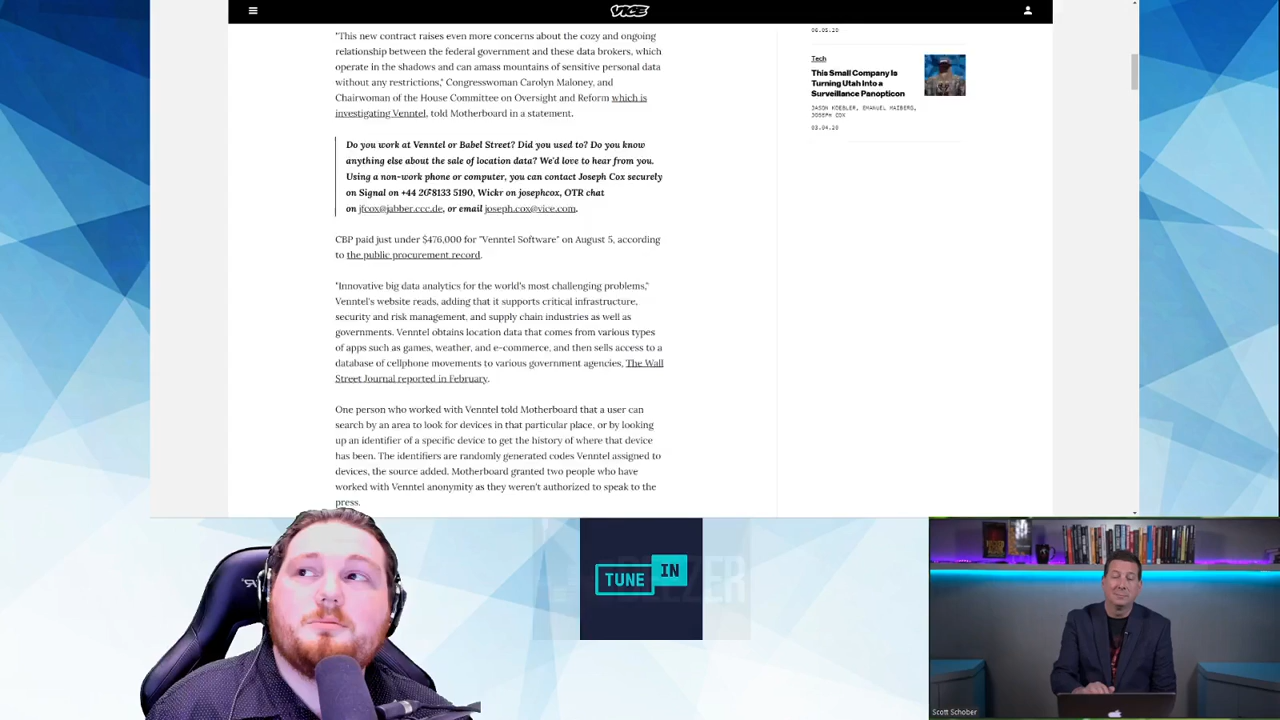 VICE
"This new contract raises even more concerns about the cozy and ongoing
relationship between the federal government and these data brokers, which
operate in the shadows and can amass mountains of sensitive personal data
without any restrictions," Congresswoman Carolyn Maloney, and
Chairwoman of the House Committee on Oversight and Reform which is
investigating Venntel, told Motherboard in a statement.
Do you work at Venntel or Babel Street? Did you used to? Do you know
anything else about the sale of location data? We'd love to hear from you.
Using a non-work phone or computer, you can contact Joseph Cox securely
on Signal on +44 20 8133 5190, Wickr on josephcox, OTR chat
on jfcox@jabber.ccc.de, or email joseph.cox@vice.com.
CBP paid just under $476,000 for "Venntel Software" on August 5, according
to the public procurement record.
"Innovative big data analytics for the world's most challenging problems,"
Venntel's website reads, adding that it supports critical infrastructure,
security and risk management, and supply chain industries as well as
governments. Venntel obtains location data that comes from various types
of apps such as games, weather, and e-commerce, and then sells access to a
database of cellphone movements to various government agencies, The Wall
Street Journal reported in February.
One person who worked with Venntel told Motherboard that a user can
search by an area to look for devices in that particular place, or by looking
up an identifier of a specific device to get the history of where that device
has been. The identifiers are randomly generated codes Venntel assigned to
devices, the source added. Motherboard granted two people who have
worked with Venntel anonymity as they weren't authorized to speak to the
press.
06.01.20
Tech
This Small Company Is
Turning Utah Into a
Surveillance Panopticon
JASON KOEBLER, EMANUEL MAIBERG,
JOSEPH COX
03.04.20
TUNE IN
DEEZER
Scott Schober